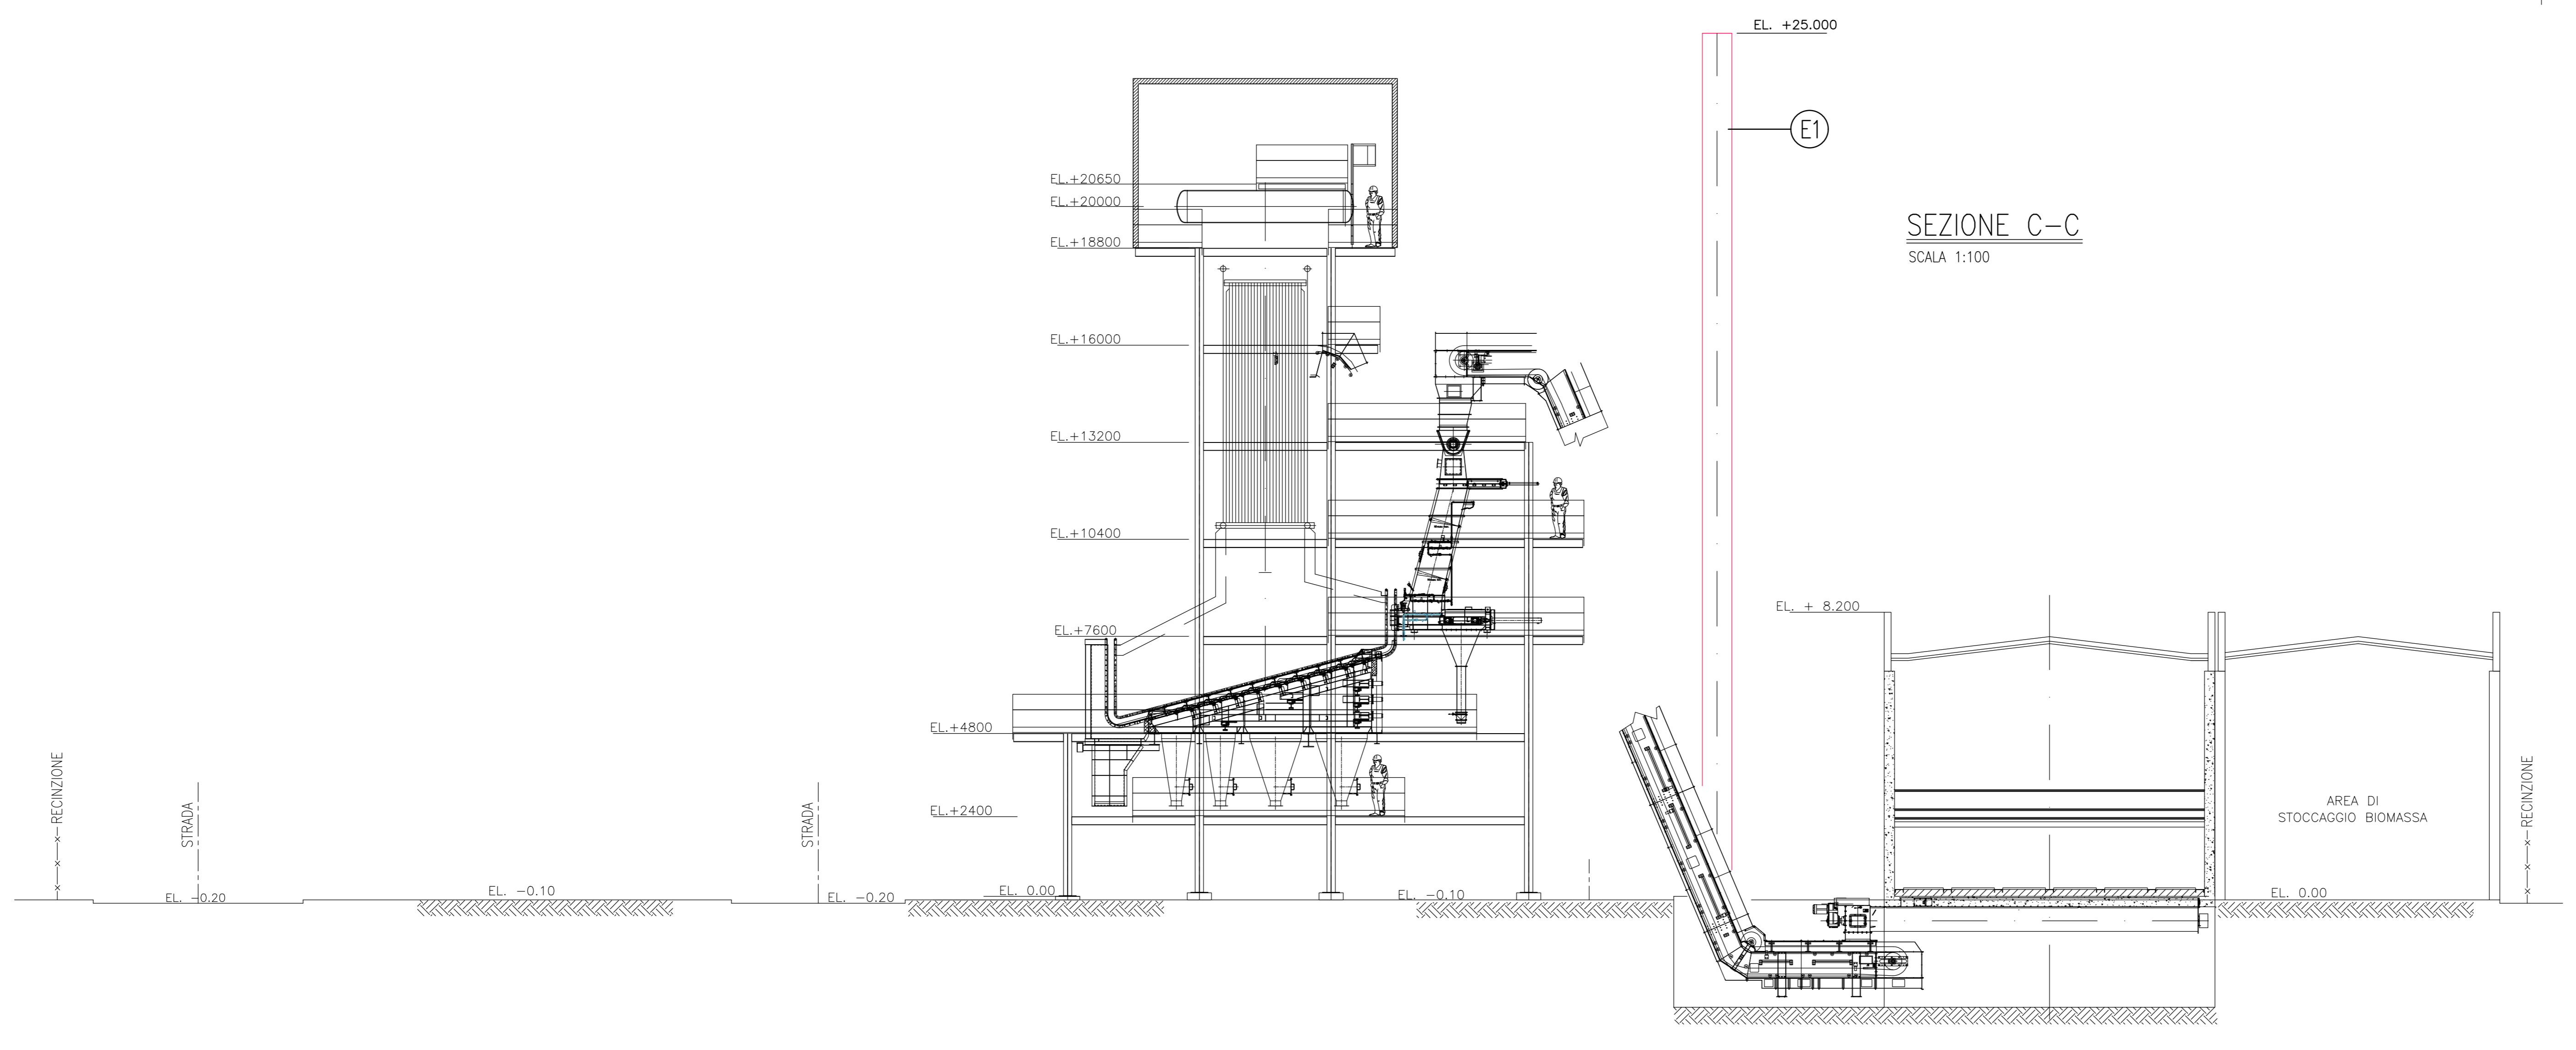 EL. +25.000
E1
EL.+20650
EL.+20000
EL.+18800
SEZIONE C-C
SCALA 1:100
EL.+16000
EL.+13200
EL.+10400
EL. + 8.200
EL.+7600
EL.+4800
EL.+2400
RECINZIONE
STRADA
STRADA
AREA DI
STOCCAGGIO BIOMASSA
RECINZIONE
EL. -0.20
EL. -0.10
EL. -0.20
EL. 0.00
EL. -0.10
EL. 0.00